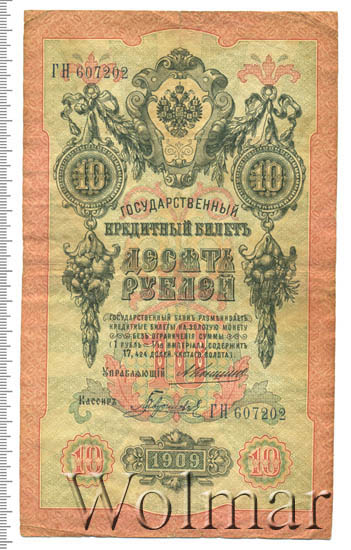 ГН 607202
10 10
ГОСУДАРСТВЕННЫЙ
КРЕДИТНЫЙ БИЛЕТЪ
ДЕСЯТЬ
РУБЛЕЙ
ГОСУДАРСТВЕННЫЙ БАНКЪ РАЗМѢНИВАЕТЪ
КРЕДИТНЫЕ БИЛЕТЫ НА ЗОЛОТУЮ МОНЕТУ
БЕЗЪ ОГРАНИЧЕНІЯ СУММЫ
(1 РУБЛЬ = 1/15 ИМПЕРІАЛА, СОДЕРЖИТЪ
17,424 ДОЛЕЙ ЧИСТАГО ЗОЛОТА)
УПРАВЛЯЮЩІЙ
Кассиръ
ГН 607202
10 1909 10
Wolmar